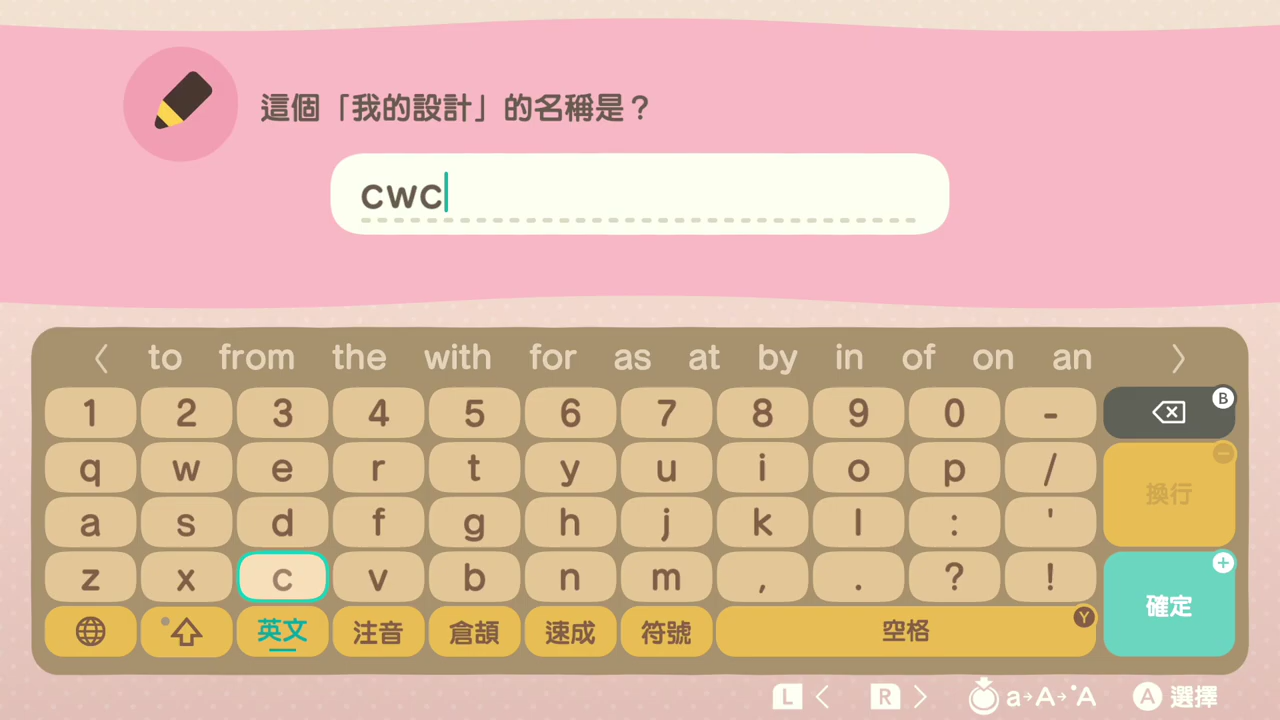 這個「我的設計」的名稱是？
cwc
to from the with for as at by in of on an
1 2 3 4 5 6 7 8 9 0 - B
q w e r t y u i o p / 換行
a s d f g h j k l : '
z x c v b n m , . ? ! 確定
英文 注音 倉頡 速成 符號 空格 Y
L R a→A→A A 選擇